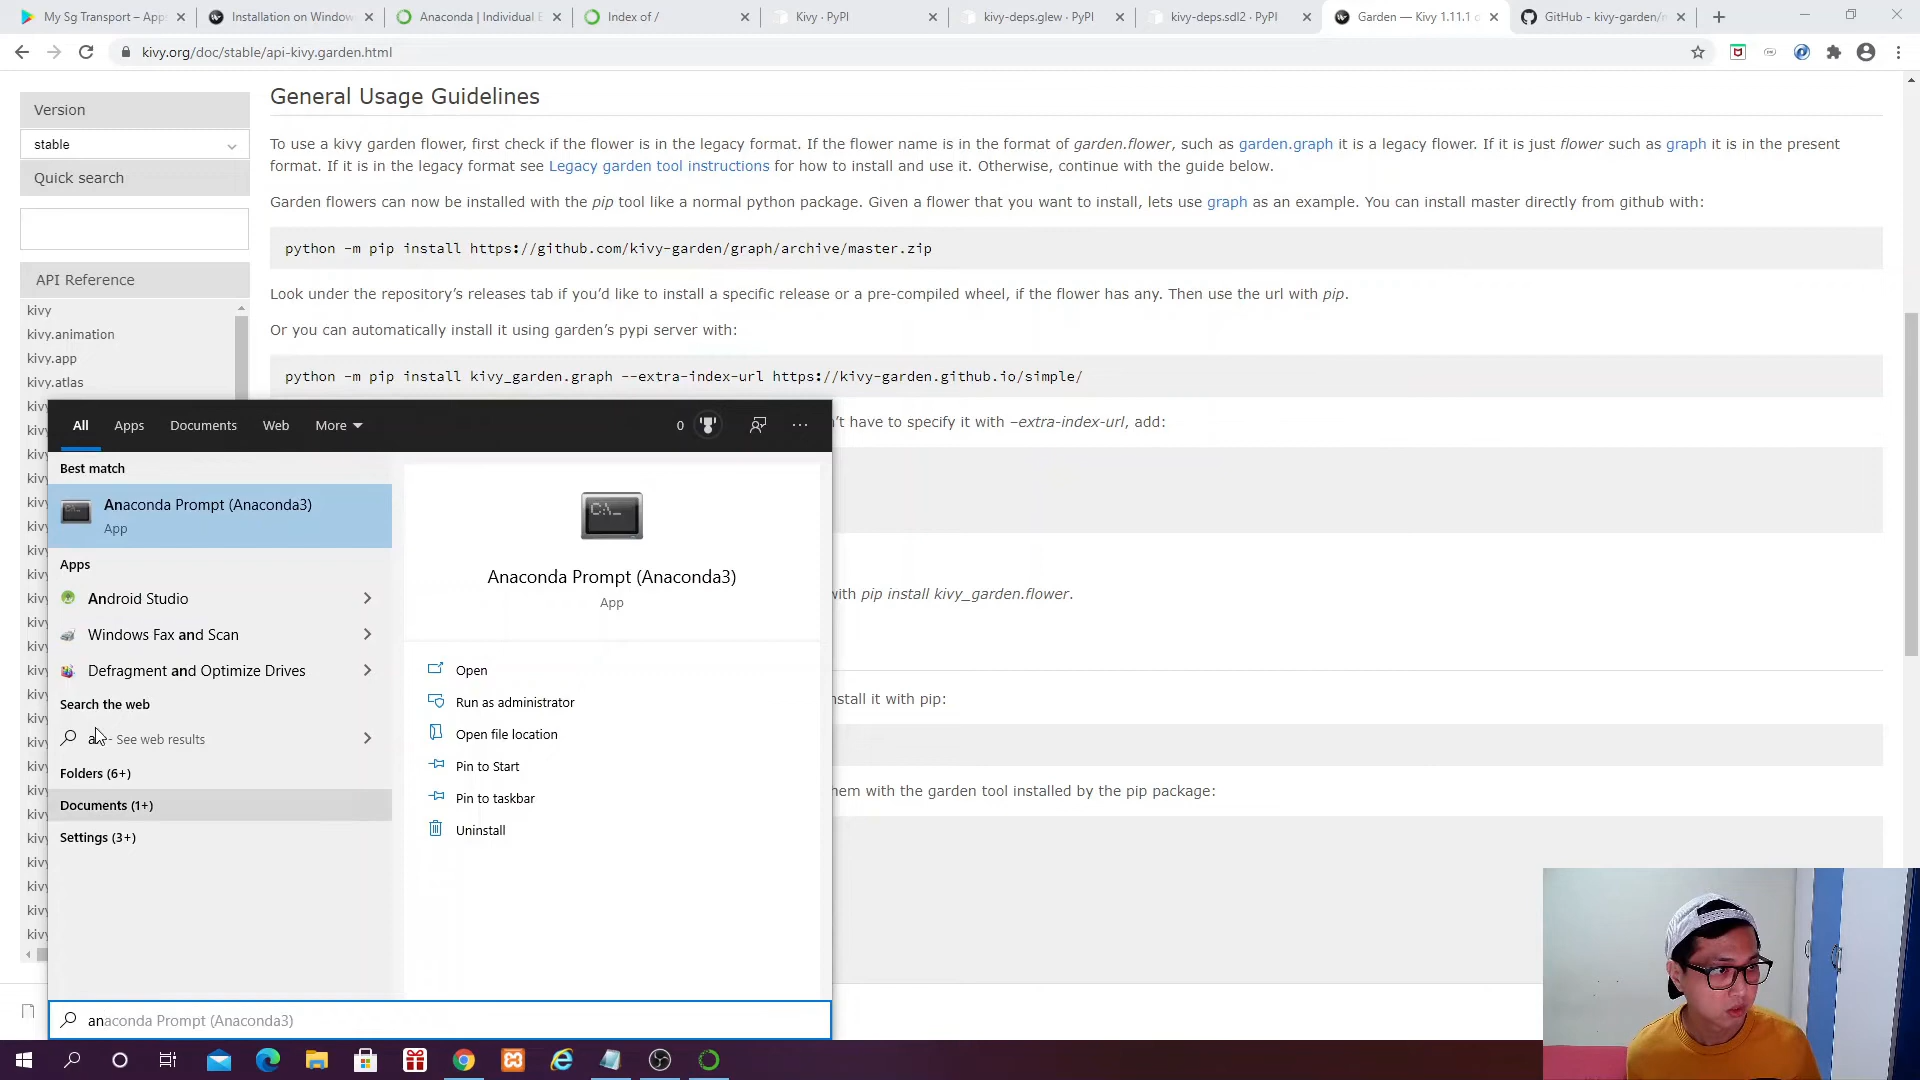 My Sg Transport – App
Installation on Window
Anaconda | Individual E
Index of /
Kivy · PyPI
kivy-deps.glew · PyPI
kivy-deps.sdl2 · PyPI
Garden — Kivy 1.11.1 d
GitHub - kivy-garden/m
kivy.org/doc/stable/api-kivy.garden.html
Version
stable
Quick search
API Reference
kivy
kivy.animation
kivy.app
kivy.atlas
General Usage Guidelines
To use a kivy garden flower, first check if the flower is in the legacy format. If the flower name is in the format of garden.flower, such as garden.graph it is a legacy flower. If it is just flower such as graph it is in the present
format. If it is in the legacy format see Legacy garden tool instructions for how to install and use it. Otherwise, continue with the guide below.
Garden flowers can now be installed with the pip tool like a normal python package. Given a flower that you want to install, lets use graph as an example. You can install master directly from github with:
python -m pip install https://github.com/kivy-garden/graph/archive/master.zip
Look under the repository's releases tab if you'd like to install a specific release or a pre-compiled wheel, if the flower has any. Then use the url with pip.
Or you can automatically install it using garden's pypi server with:
python -m pip install kivy_garden.graph --extra-index-url https://kivy-garden.github.io/simple/
't have to specify it with –extra-index-url, add:
with pip install kivy_garden.flower.
nstall it with pip:
hem with the garden tool installed by the pip package:
All
Apps
Documents
Web
More
0
Best match
Anaconda Prompt (Anaconda3)
App
Apps
Android Studio
Windows Fax and Scan
Defragment and Optimize Drives
Search the web
- See web results
Folders (6+)
Documents (1+)
Settings (3+)
C:\_
Anaconda Prompt (Anaconda3)
App
Open
Run as administrator
Open file location
Pin to Start
Pin to taskbar
Uninstall
anaconda Prompt (Anaconda3)